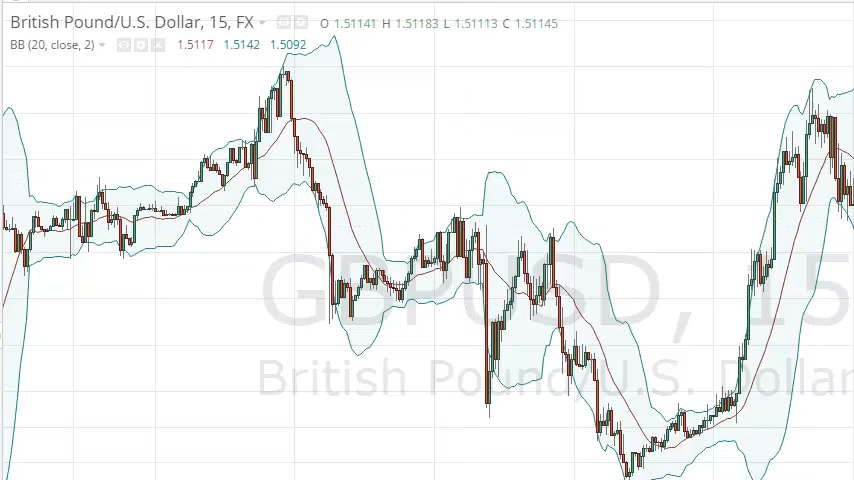 British Pound/U.S. Dollar, 15, FX O 1.51141 H 1.51183 L 1.51113 C 1.51145
BB (20, close, 2) 1.5117 1.5142 1.5092
GBPUSD, 15
British Pound/U.S. Dollar